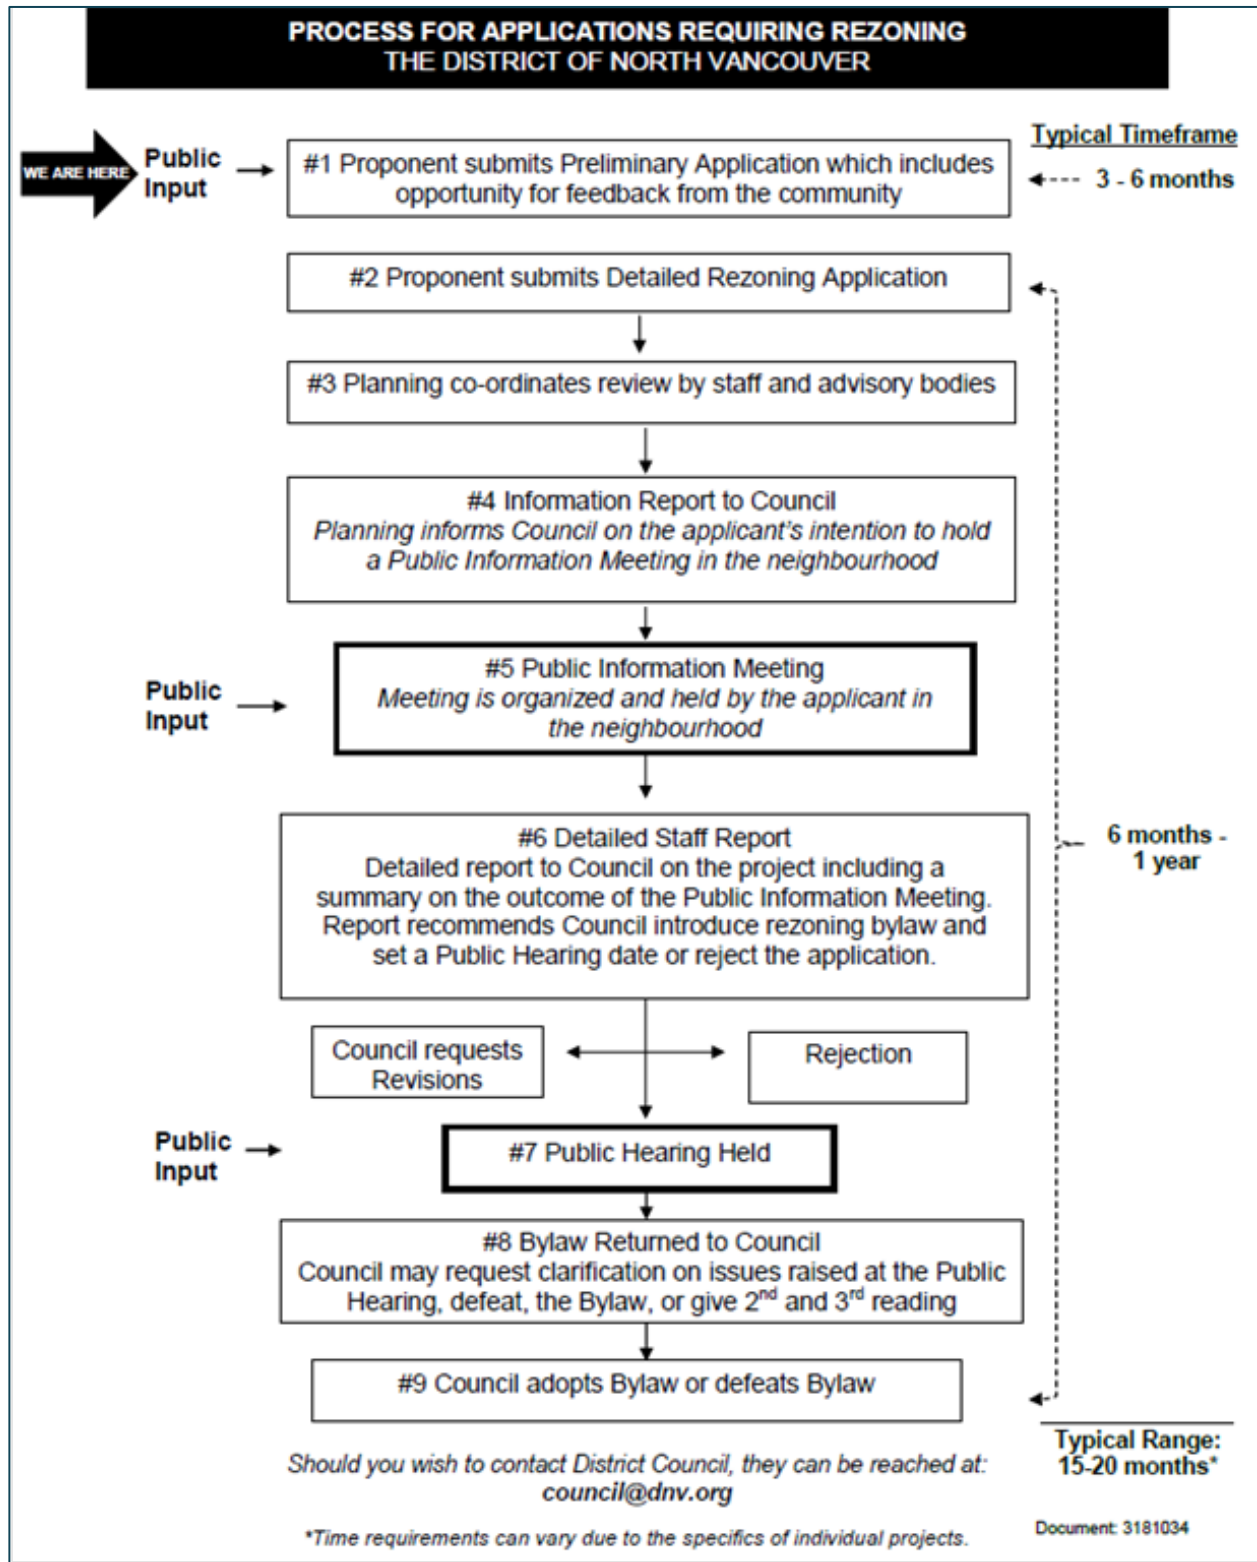 PROCESS FOR APPLICATIONS REQUIRING REZONING
THE DISTRICT OF NORTH VANCOUVER
Typical Timeframe
WE ARE HERE
Public
Input
#1 Proponent submits Preliminary Application which includes
opportunity for feedback from the community
3 - 6 months
#2 Proponent submits Detailed Rezoning Application
#3 Planning co-ordinates review by staff and advisory bodies
#4 Information Report to Council
Planning informs Council on the applicant's intention to hold
a Public Information Meeting in the neighbourhood
Public
Input
#5 Public Information Meeting
Meeting is organized and held by the applicant in
the neighbourhood
#6 Detailed Staff Report
Detailed report to Council on the project including a
summary on the outcome of the Public Information Meeting.
Report recommends Council introduce rezoning bylaw and
set a Public Hearing date or reject the application.
6 months -
1 year
Council requests
Revisions
Rejection
Public
Input
#7 Public Hearing Held
#8 Bylaw Returned to Council
Council may request clarification on issues raised at the Public
Hearing, defeat, the Bylaw, or give 2nd and 3rd reading
#9 Council adopts Bylaw or defeats Bylaw
Typical Range:
15-20 months*
Should you wish to contact District Council, they can be reached at:
council@dnv.org
*Time requirements can vary due to the specifics of individual projects.
Document: 3181034